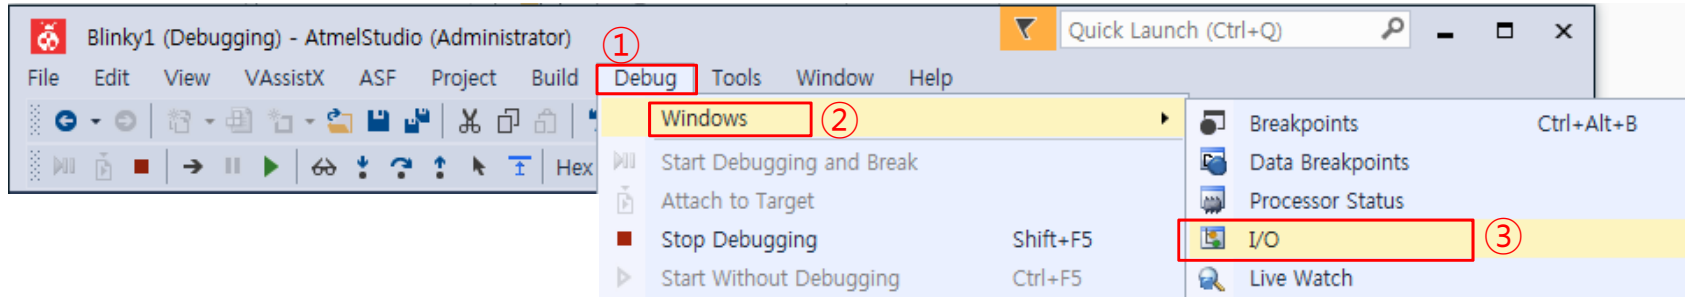 Blinky1 (Debugging) - AtmelStudio (Administrator)
Quick Launch (Ctrl+Q)
①
File Edit View VAssistX ASF Project Build Debug Tools Window Help
Windows ②
Hex
Start Debugging and Break
Attach to Target
Stop Debugging Shift+F5
Start Without Debugging Ctrl+F5
Breakpoints Ctrl+Alt+B
Data Breakpoints
Processor Status
I/O ③
Live Watch